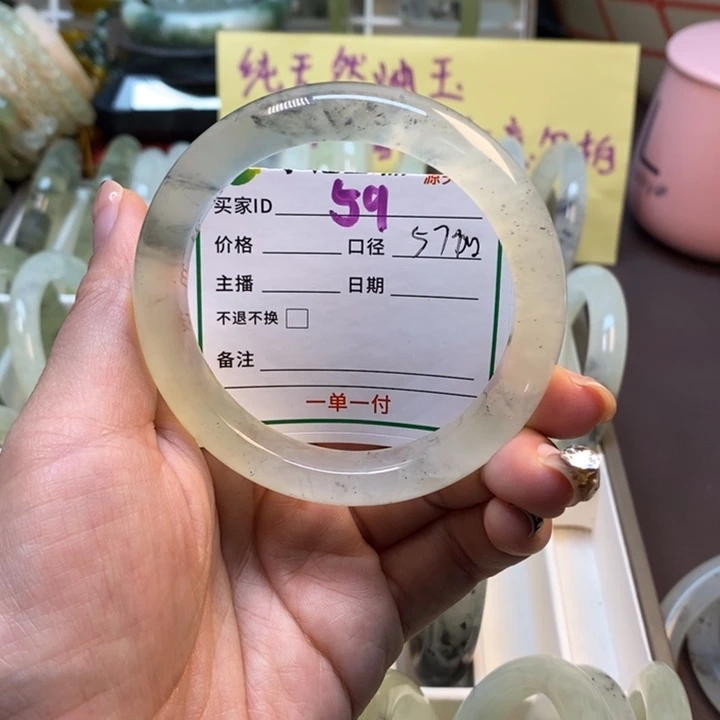 纯天然岫玉
买家ID 59
价格 口径 57
主播 日期
不退不换
备注
一单一付